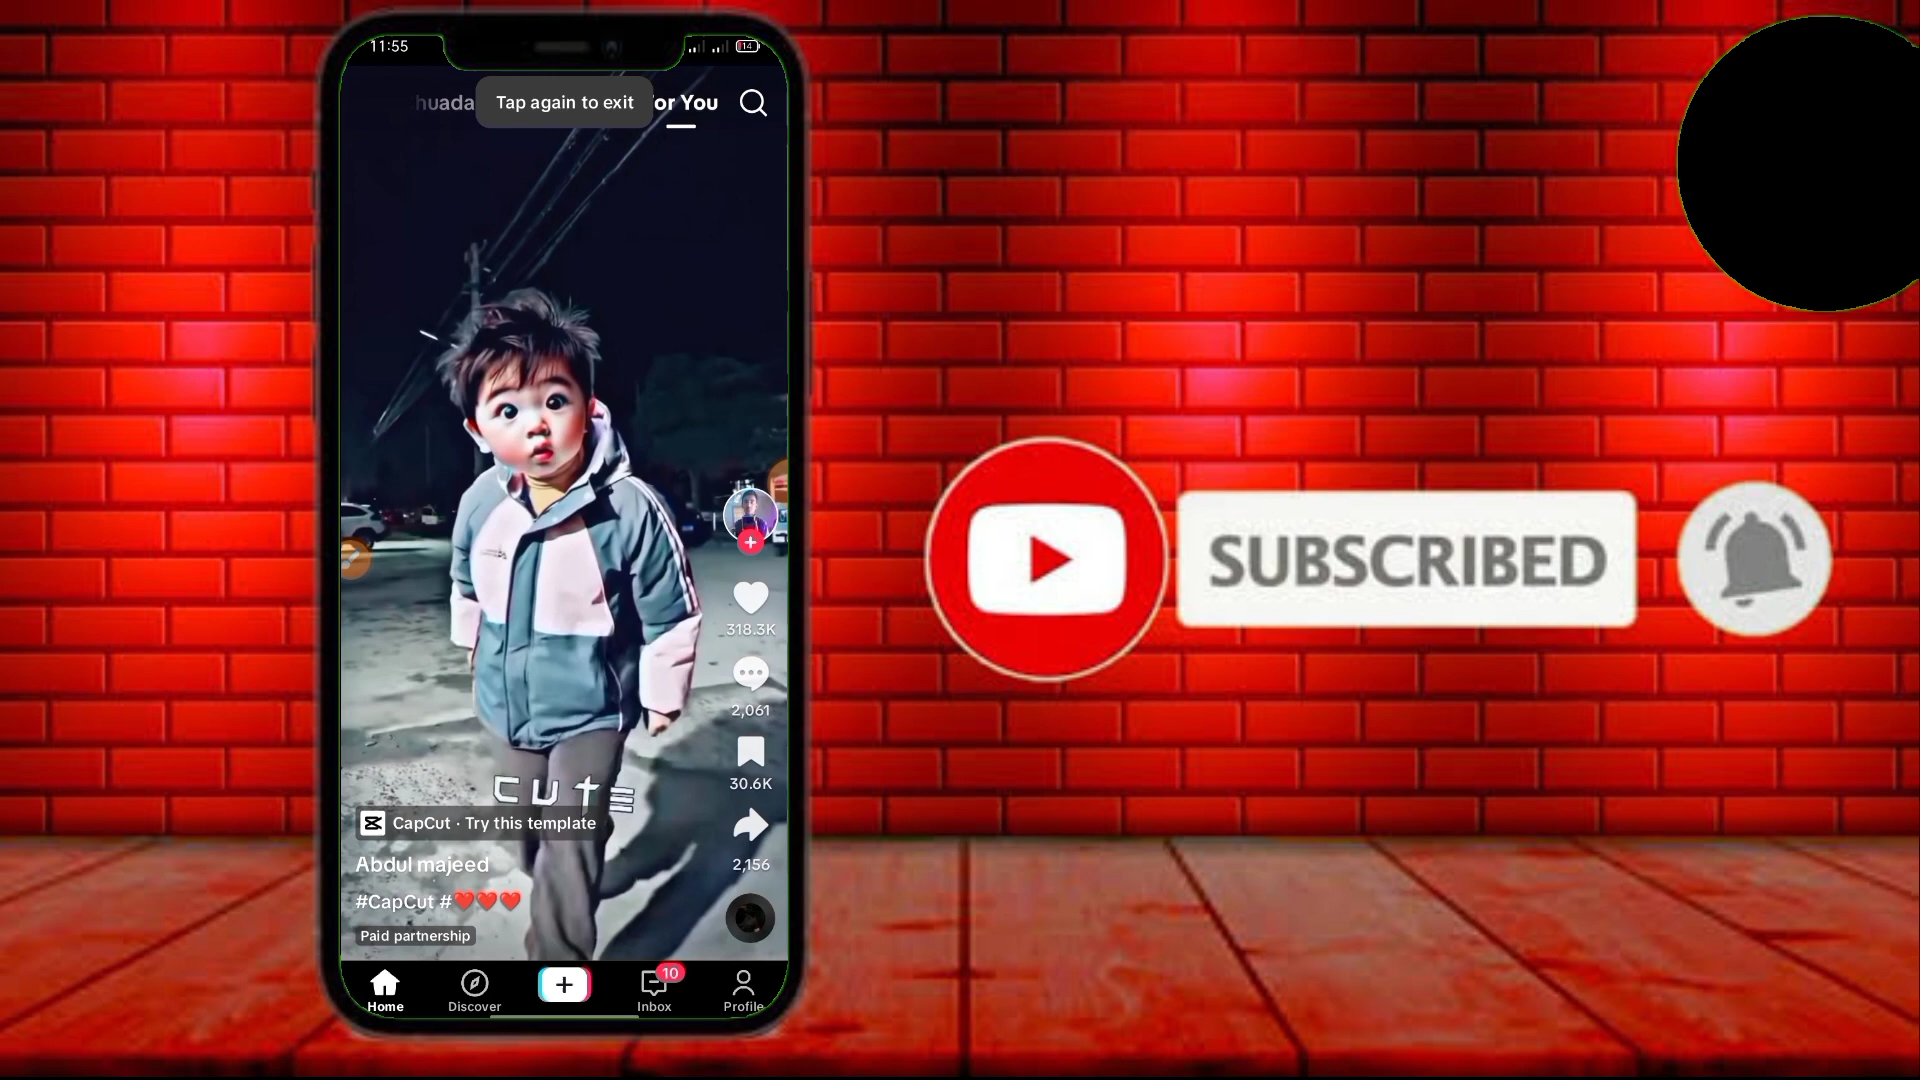 11:55
14
huada
Tap again to exit
or You
318.3K
2,061
30.6K
2,156
CUTE
CapCut · Try this template
Abdul majeed
#CapCut #❤️❤️❤️
Paid partnership
10
Home
Discover
Inbox
Profile
SUBSCRIBED